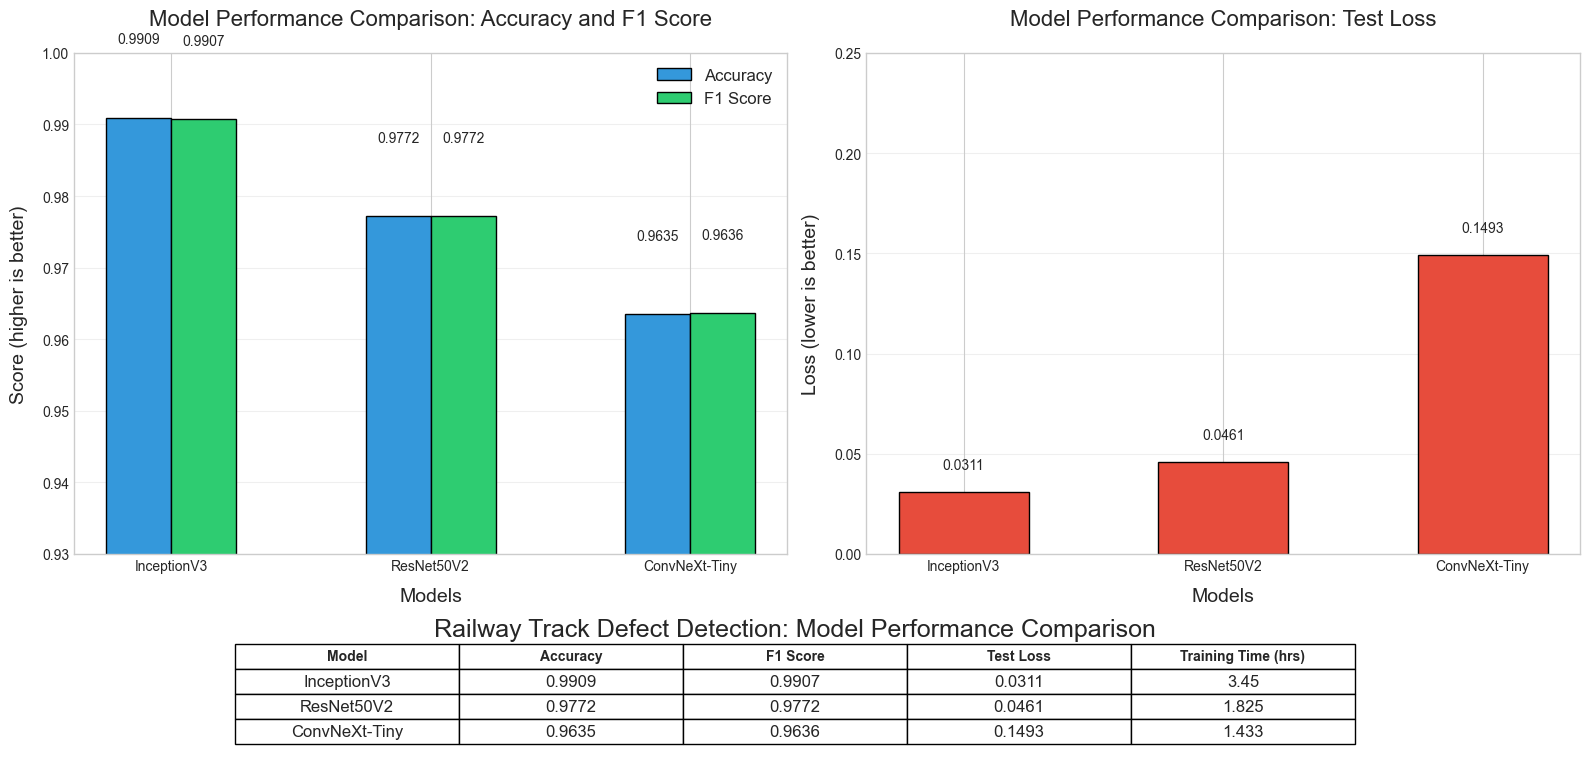 Model Performance Comparison: Accuracy and F1 Score
0.9909 0.9907
1.00
Accuracy
F1 Score
0.99
0.9772 0.9772
0.98
0.9635 0.9636
0.97
0.96
0.95
0.94
0.93
Score (higher is better)
InceptionV3 ResNet50V2 ConvNeXt-Tiny
Models
Model Performance Comparison: Test Loss
0.25
0.20
0.1493
0.15
0.10
0.0461
0.05
0.0311
0.00
Loss (lower is better)
InceptionV3 ResNet50V2 ConvNeXt-Tiny
Models
Railway Track Defect Detection: Model Performance Comparison
Model Accuracy F1 Score Test Loss Training Time (hrs)
InceptionV3 0.9909 0.9907 0.0311 3.45
ResNet50V2 0.9772 0.9772 0.0461 1.825
ConvNeXt-Tiny 0.9635 0.9636 0.1493 1.433